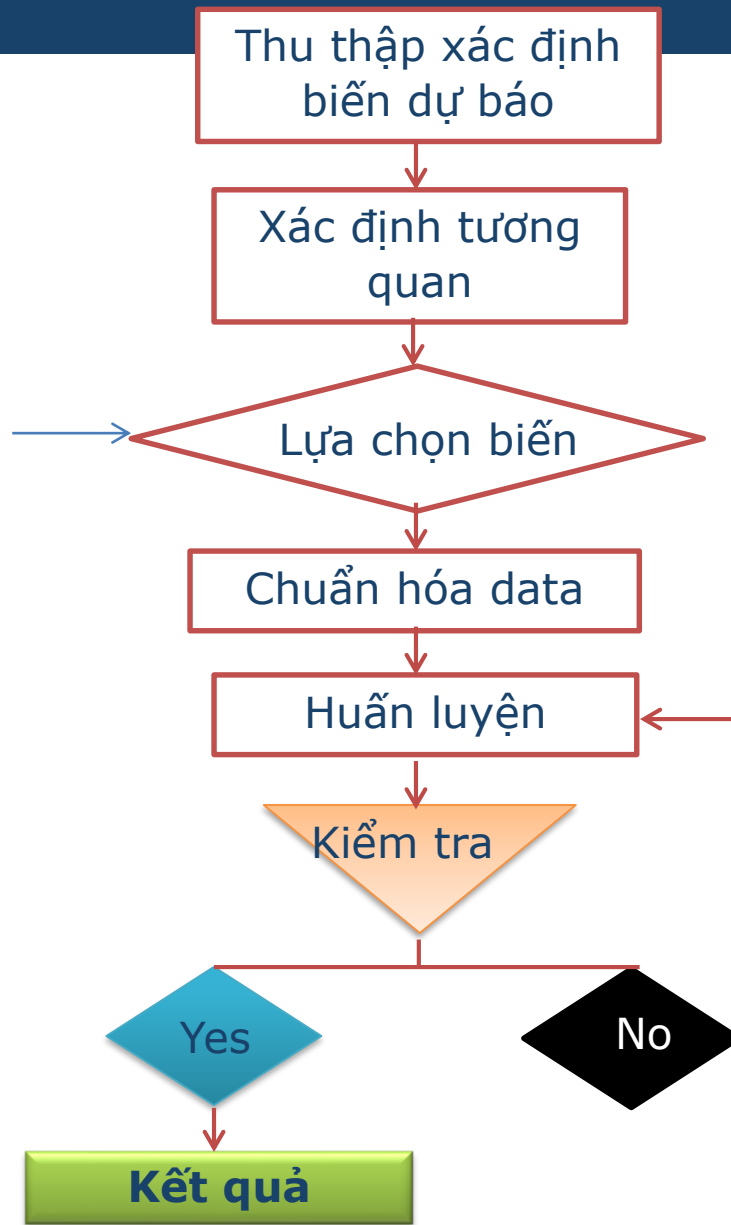 Thu thập xác định
biến dự báo
Xác định tương
quan
Lựa chọn biến
Chuẩn hóa data
Huấn luyện
Kiểm tra
Yes
No
Kết quả